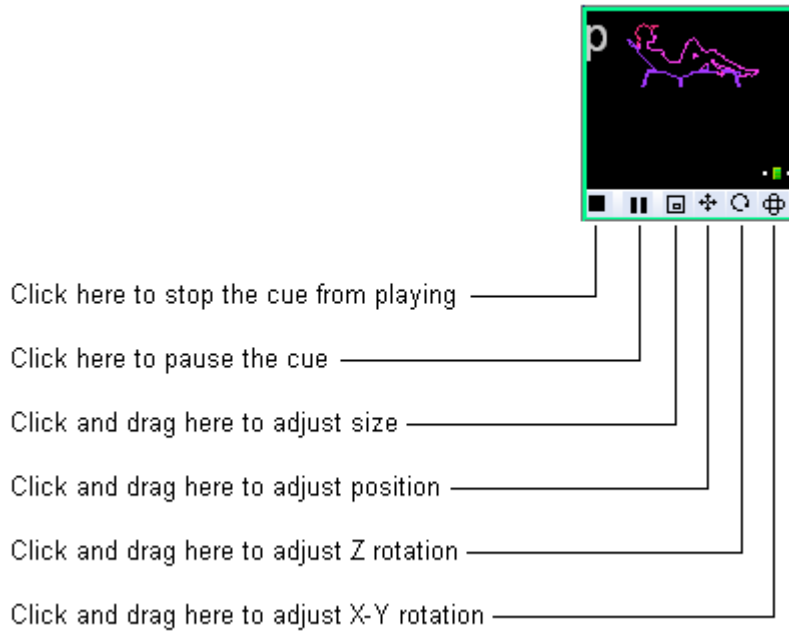 p
Click here to stop the cue from playing
Click here to pause the cue
Click and drag here to adjust size
Click and drag here to adjust position
Click and drag here to adjust Z rotation
Click and drag here to adjust X-Y rotation